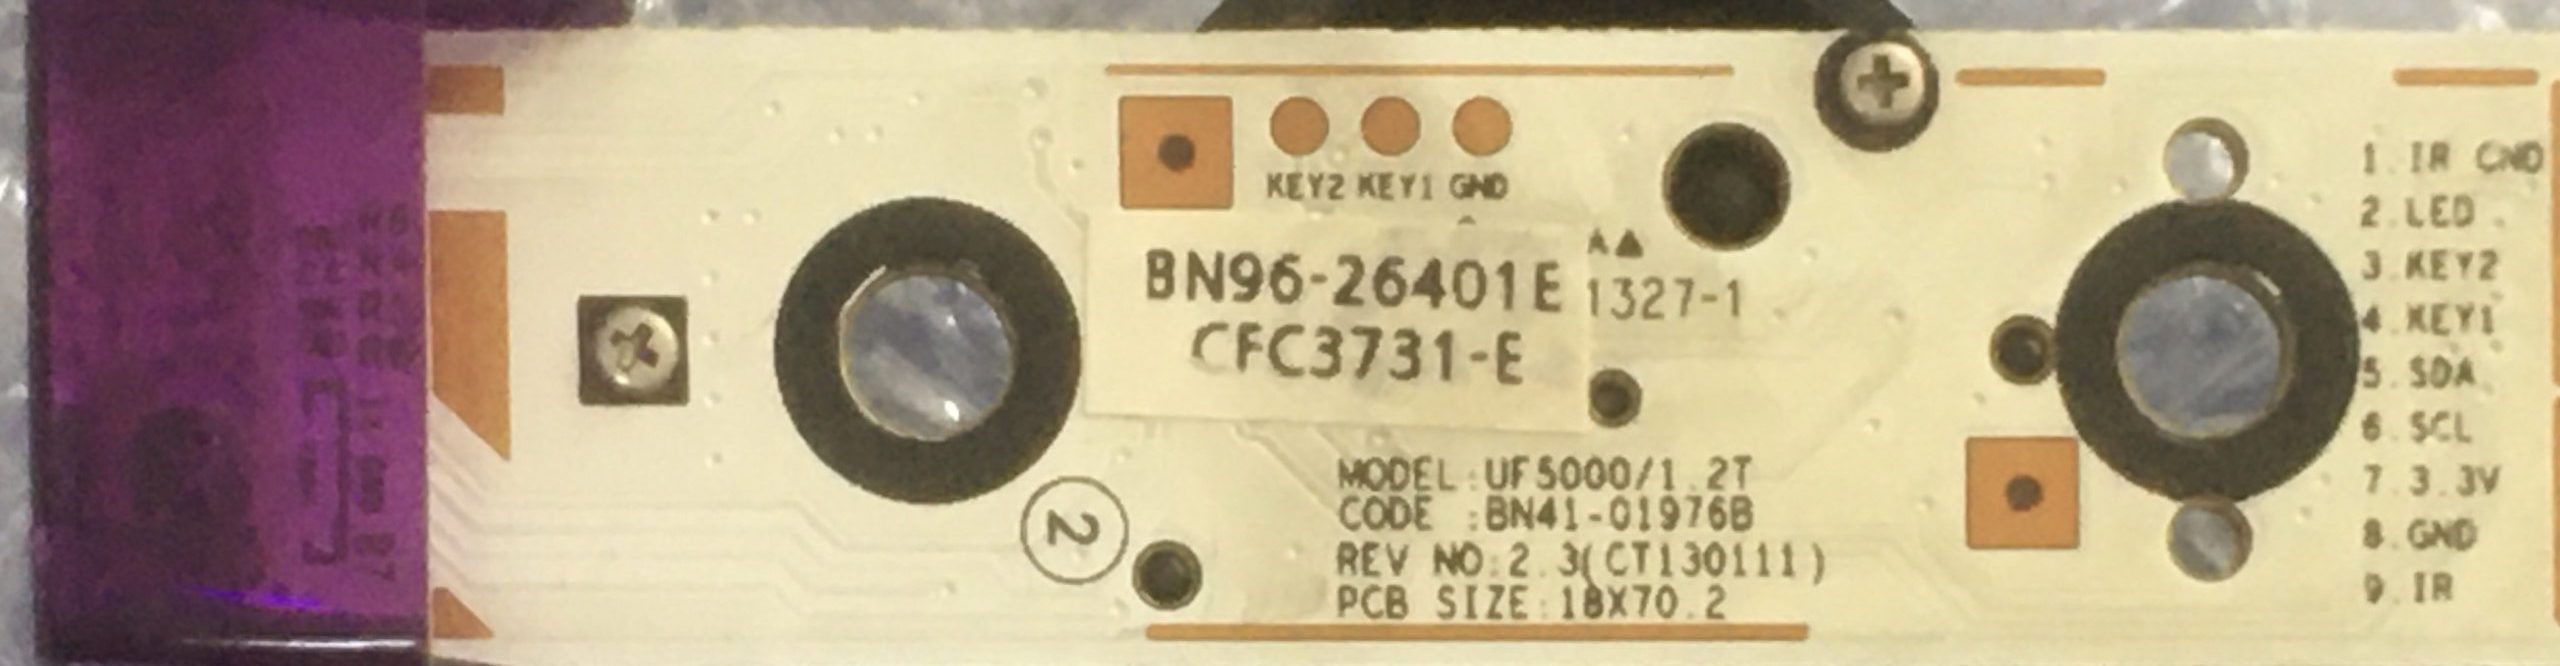 KEY2 KEY1 GND
BN96-26401E
CFC3731-E
1327-1
2
MODEL:UF5000/1.2T
CODE :BN41-01976B
REV NO:2.3(CT130111)
PCB SIZE:18X70.2
1.IR GND
2.LED
3.KEY2
4.KEY1
5.SDA
6.SCL
7.3.3V
8.GND
9.IR